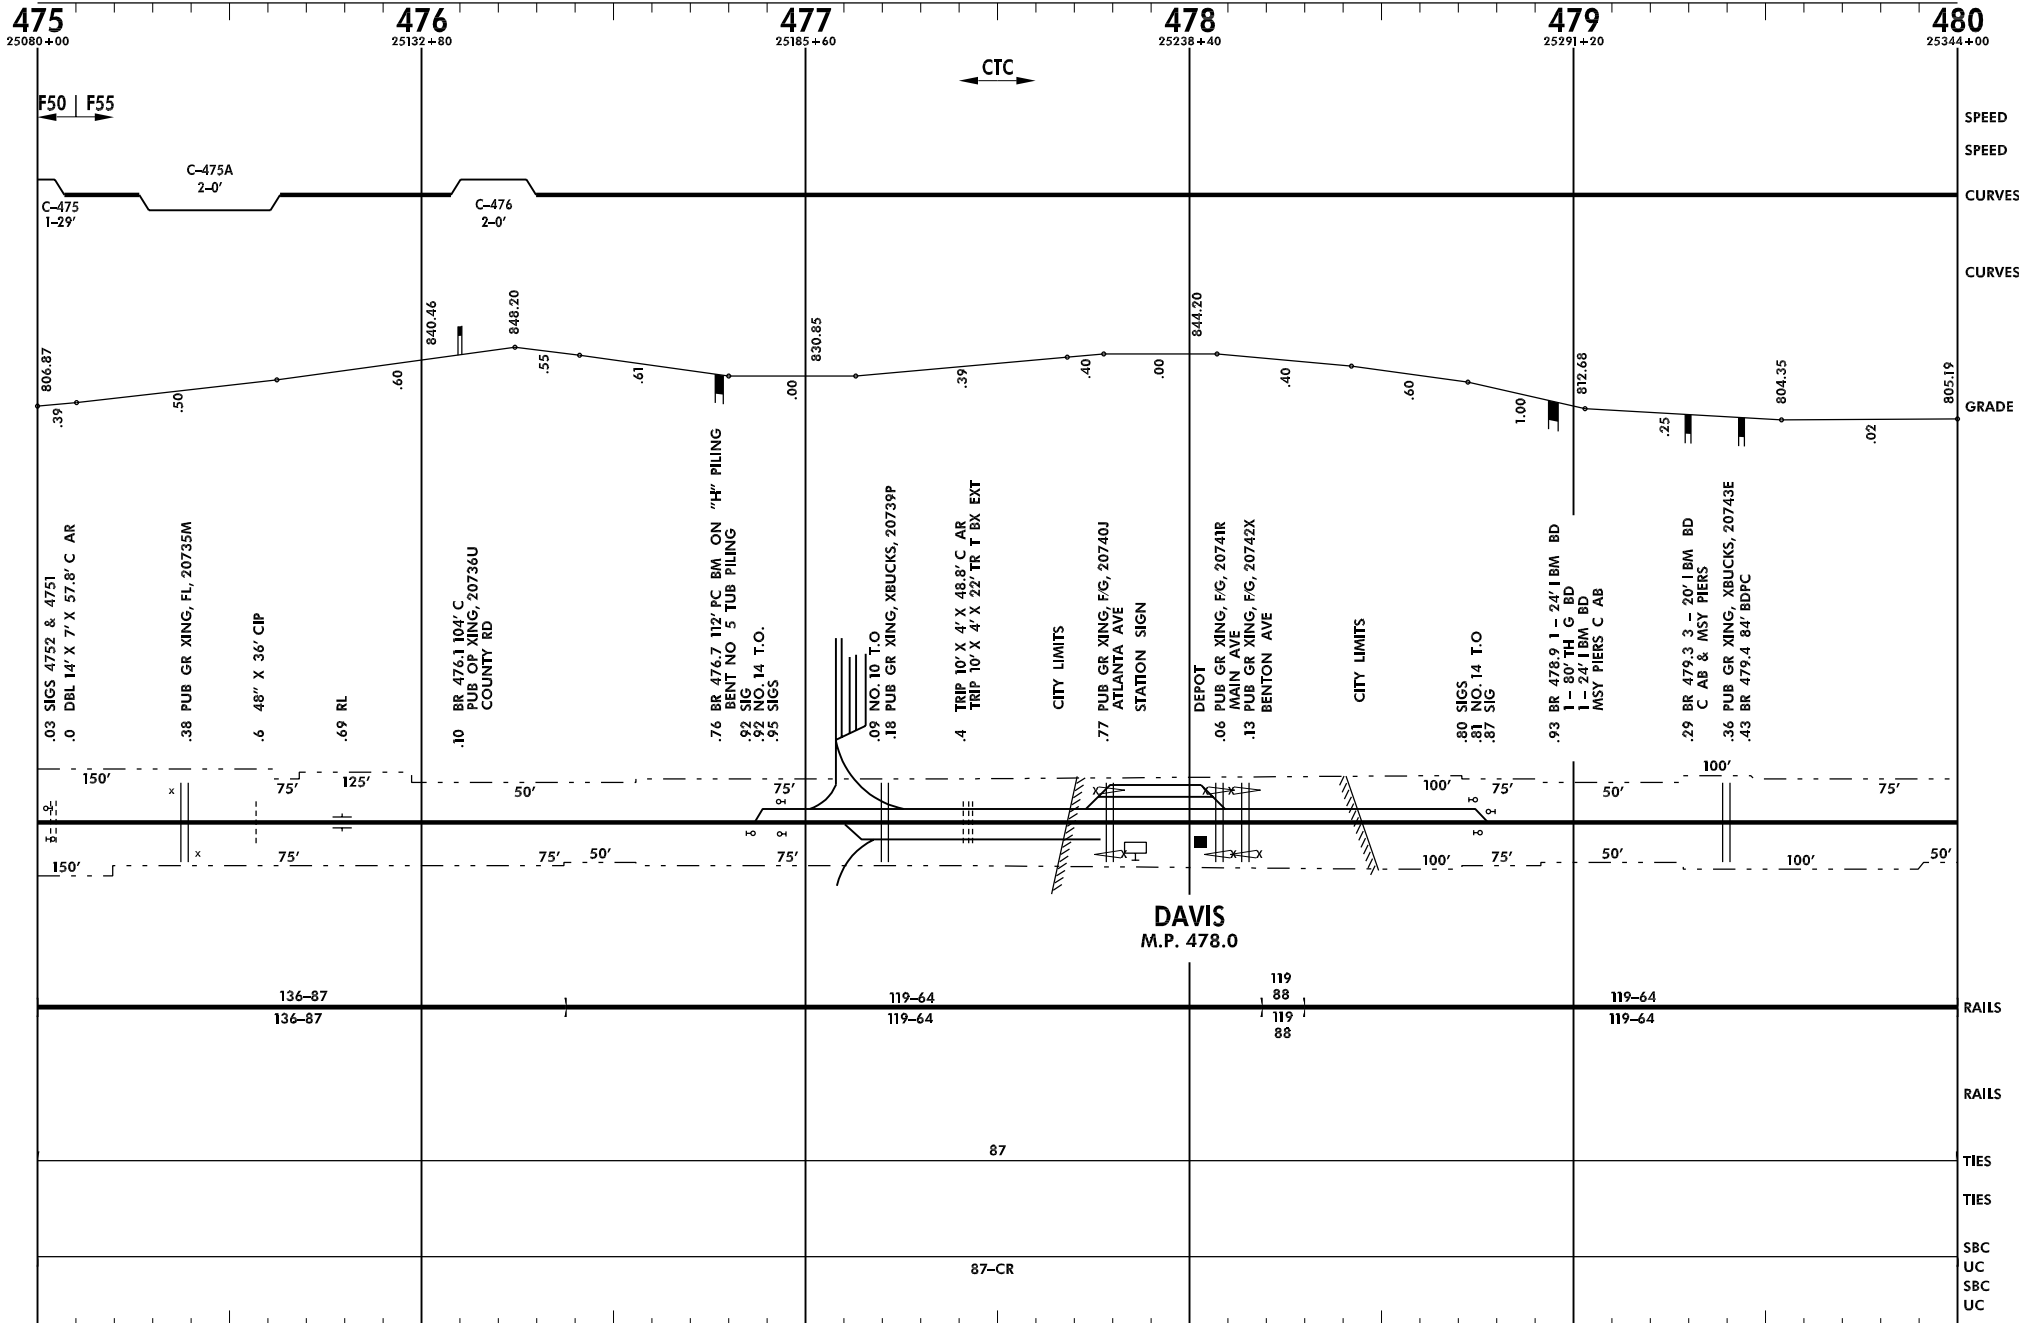 475 476 477 478 479 480
25080+00 25132+80 25185+60 25238+40 25291+20 25344+00
CTC
F50 | F55
SPEED
SPEED
C-475A
2-0'
CURVES
C-475
1-29'
C-476
2-0'
CURVES
806.87
840.46
848.20
830.85
844.20
812.68
804.35
805.19
GRADE
.39
.50
.60
.55
.61
.00
.39
.40
.00
.40
.60
1.00
.25
.02
.03 SIGS 4752 & 4751
.0 DBL 14' X 7' X 57.8' C AR
.38 PUB GR XING, FL, 20735M
.6 48" X 36' CIP
.69 RL
.10 BR 476.1 104' C
PUB OP XING, 20736U
COUNTY RD
.76 BR 476.7 112' PC BM ON "H" PILING
BENT NO 5 TUB PILING
.92 SIG
.92 NO. 14 T.O.
.95 SIGS
.09 NO. 10 T.O
.18 PUB GR XING, XBUCKS, 20739P
.4 TRIP 10' X 4' X 48.8' C AR
TRIP 10' X 4' X 22' TR T BX EXT
CITY LIMITS
.77 PUB GR XING, F/G, 20740J
ATLANTA AVE
STATION SIGN
DEPOT
.06 PUB GR XING, F/G, 20741R
MAIN AVE
.13 PUB GR XING, F/G, 20742X
BENTON AVE
CITY LIMITS
.80 SIGS
.81 NO. 14 T.O
.87 SIG
.93 BR 478.9 1 – 24' I BM BD
1 – 80' TH G BD
1 – 24' I BM BD
MSY PIERS C AB
.29 BR 479.3 3 – 20' I BM BD
C AB & MSY PIERS
.36 PUB GR XING, XBUCKS, 20743E
.43 BR 479.4 84' BDPC
150' 75' 125' 50' 75' 100' 75' 50' 100' 75'
150' 75' 75' 50' 75' 100' 75' 50' 100' 50'
DAVIS
M.P. 478.0
136-87 119-64 119 88 119-64
RAILS
136-87 119-64 119 88 119-64
RAILS
87
TIES
TIES
SBC
87-CR
UC
SBC
UC